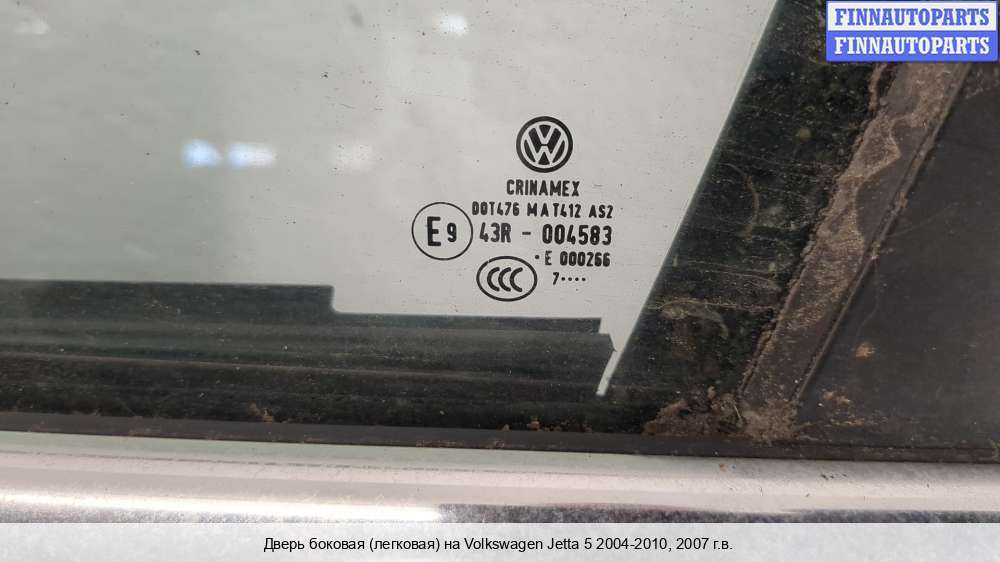 FINNAUTOPARTS
FINNAUTOPARTS
CRINAMEX
DOT476 MAT412 AS2
E9 43R - 004583
·E 000266
CCC 7····
Дверь боковая (легковая) на Volkswagen Jetta 5 2004-2010, 2007 г.в.